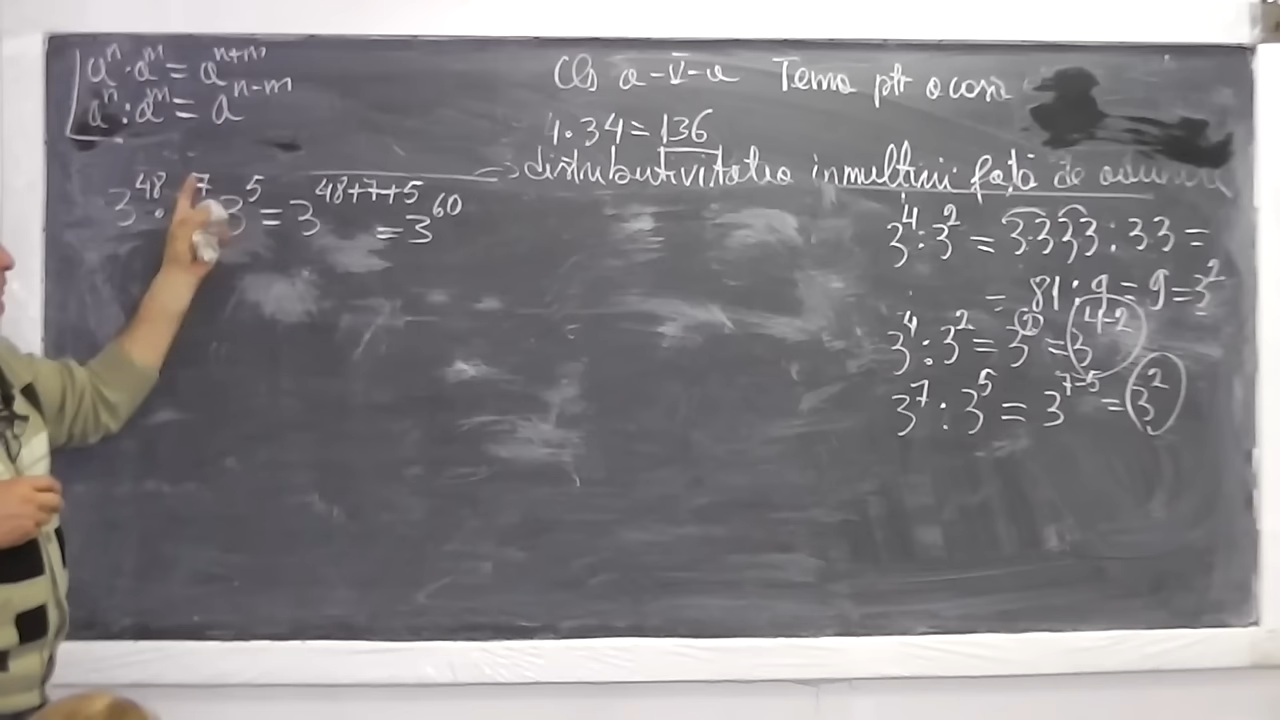 aⁿ·aᵐ = aⁿ⁺ᵐ
aⁿ:aᵐ = aⁿ⁻ᵐ
3⁴⁸· ⁷ 3⁵ = 3⁴⁸⁺⁷⁺⁵
= 3⁶⁰
Cls a-V-a Tema ptr acasă
4·34 = 136
distributivitatea înmulțirii față de adunare
3⁴:3² = 3·3·3·3:3·3 =
= 81:9 = 9 = 3²
3⁴:3² = 3² = 3⁴⁻²
3⁷:3⁵ = 3⁷⁻⁵ = 3²